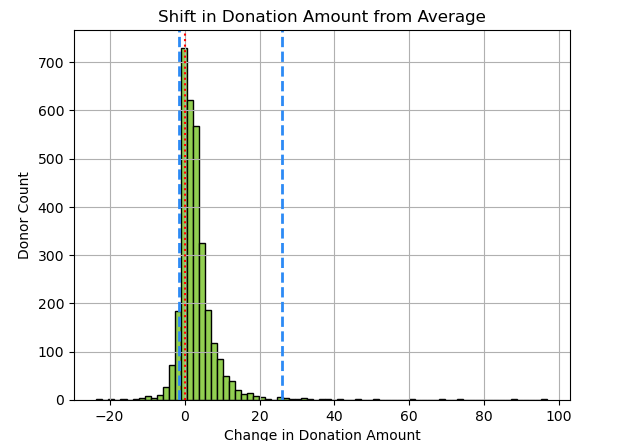 Shift in Donation Amount from Average
700
600
500
400
300
200
100
0
Donor Count
−20 0 20 40 60 80 100
Change in Donation Amount